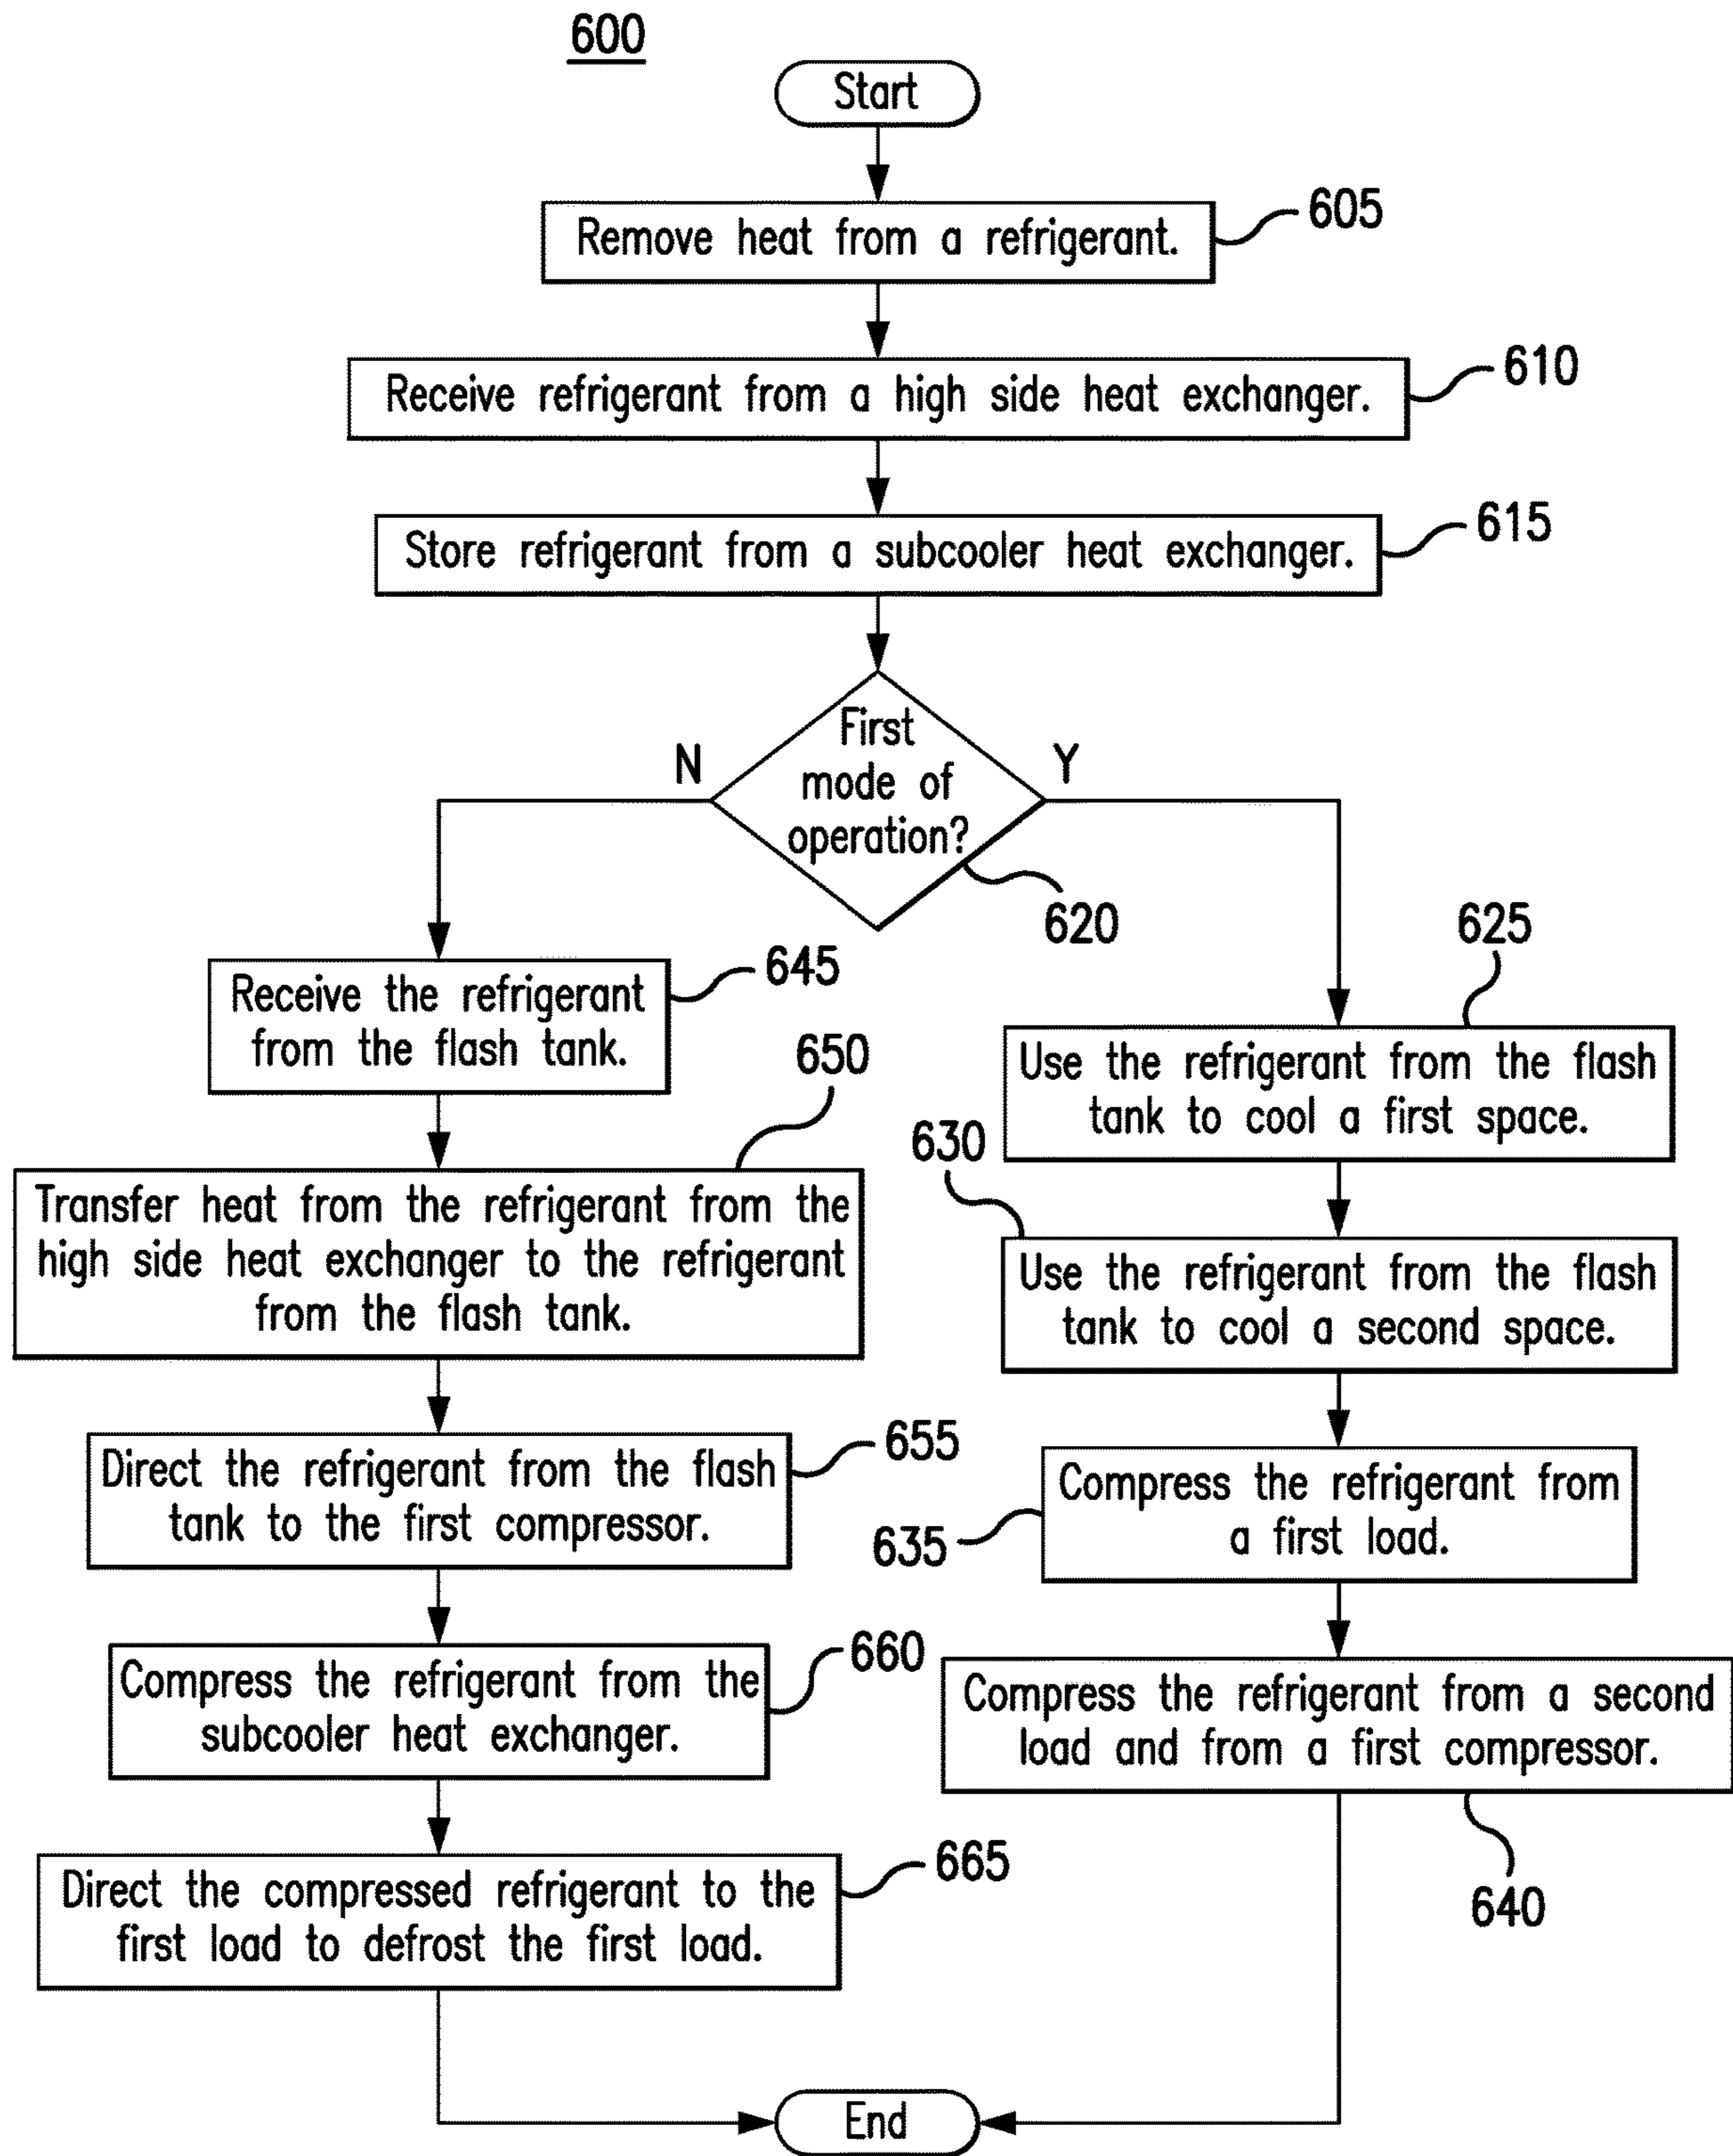 600
Start
Remove heat from a refrigerant.
605
Receive refrigerant from a high side heat exchanger.
610
Store refrigerant from a subcooler heat exchanger.
615
First
mode of
operation?
N
Y
620
Receive the refrigerant
from the flash tank.
645
Transfer heat from the refrigerant from the
high side heat exchanger to the refrigerant
from the flash tank.
650
Direct the refrigerant from the flash
tank to the first compressor.
655
Compress the refrigerant from the
subcooler heat exchanger.
660
Direct the compressed refrigerant to the
first load to defrost the first load.
665
625
Use the refrigerant from the flash
tank to cool a first space.
630
Use the refrigerant from the flash
tank to cool a second space.
Compress the refrigerant from
a first load.
635
Compress the refrigerant from a second
load and from a first compressor.
640
End